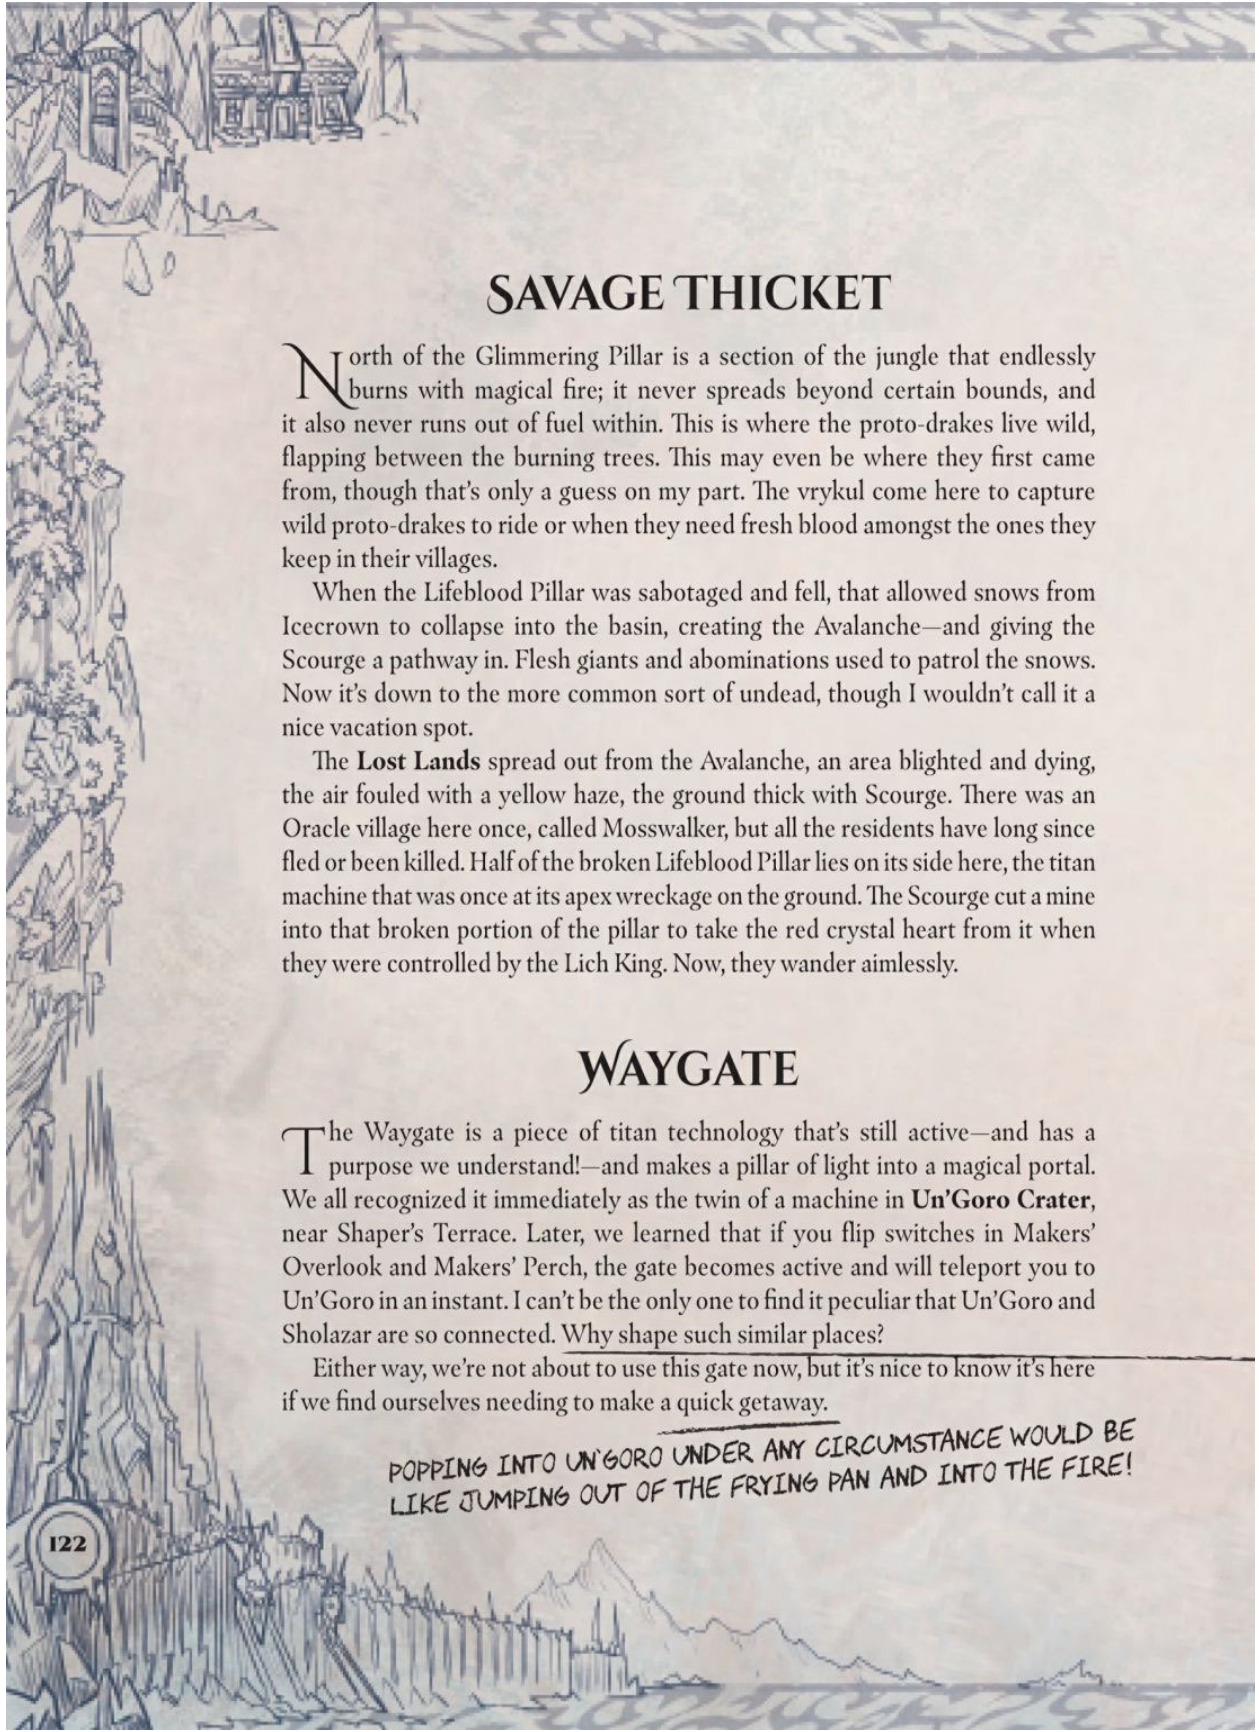 SAVAGE THICKET
North of the Glimmering Pillar is a section of the jungle that endlessly
burns with magical fire; it never spreads beyond certain bounds, and
it also never runs out of fuel within. This is where the proto-drakes live wild,
flapping between the burning trees. This may even be where they first came
from, though that's only a guess on my part. The vrykul come here to capture
wild proto-drakes to ride or when they need fresh blood amongst the ones they
keep in their villages.
When the Lifeblood Pillar was sabotaged and fell, that allowed snows from
Icecrown to collapse into the basin, creating the Avalanche—and giving the
Scourge a pathway in. Flesh giants and abominations used to patrol the snows.
Now it's down to the more common sort of undead, though I wouldn't call it a
nice vacation spot.
The Lost Lands spread out from the Avalanche, an area blighted and dying,
the air fouled with a yellow haze, the ground thick with Scourge. There was an
Oracle village here once, called Mosswalker, but all the residents have long since
fled or been killed. Half of the broken Lifeblood Pillar lies on its side here, the titan
machine that was once at its apex wreckage on the ground. The Scourge cut a mine
into that broken portion of the pillar to take the red crystal heart from it when
they were controlled by the Lich King. Now, they wander aimlessly.
WAYGATE
The Waygate is a piece of titan technology that's still active—and has a
purpose we understand!—and makes a pillar of light into a magical portal.
We all recognized it immediately as the twin of a machine in Un'Goro Crater,
near Shaper's Terrace. Later, we learned that if you flip switches in Makers'
Overlook and Makers' Perch, the gate becomes active and will teleport you to
Un'Goro in an instant. I can't be the only one to find it peculiar that Un'Goro and
Sholazar are so connected. Why shape such similar places?
Either way, we're not about to use this gate now, but it's nice to know it's here
if we find ourselves needing to make a quick getaway.
POPPING INTO UN'GORO UNDER ANY CIRCUMSTANCE WOULD BE
LIKE JUMPING OUT OF THE FRYING PAN AND INTO THE FIRE!
122